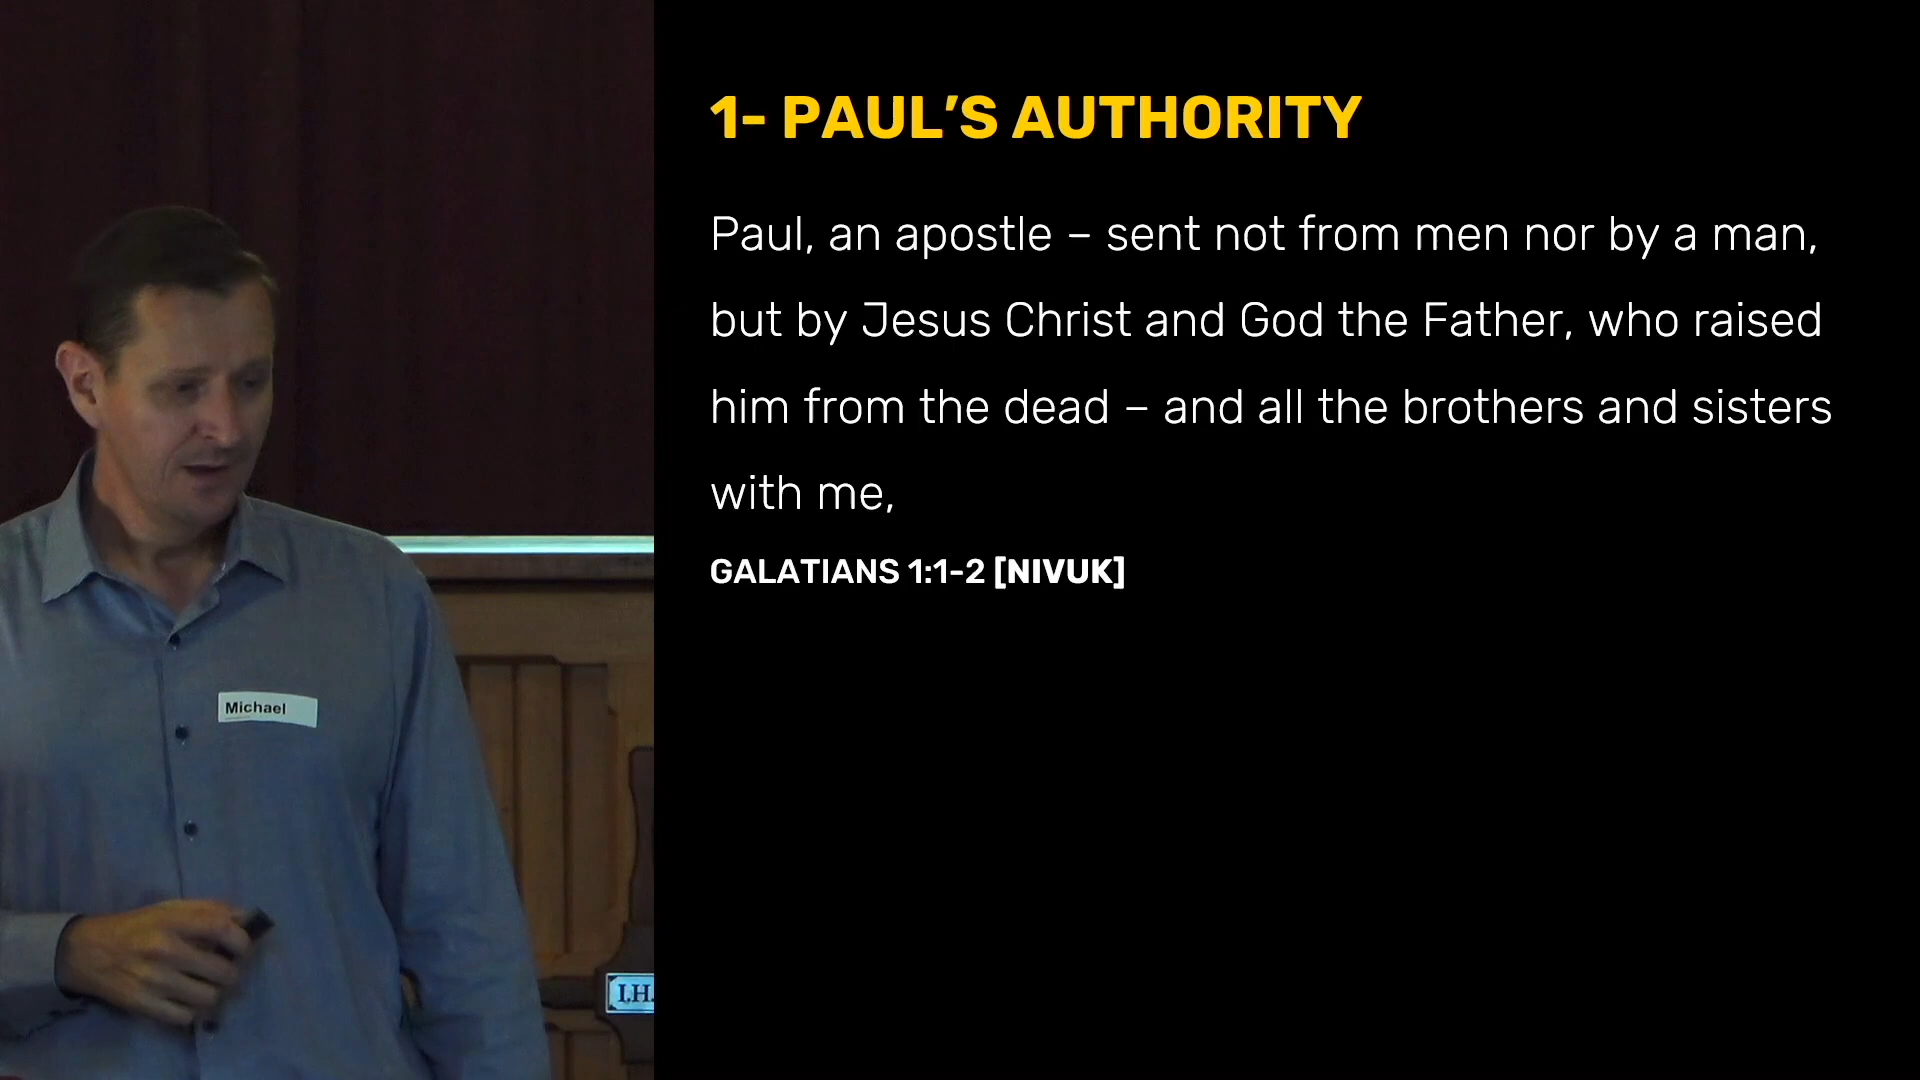 1- PAUL’S AUTHORITY
Paul, an apostle – sent not from men nor by a man,
but by Jesus Christ and God the Father, who raised
him from the dead – and all the brothers and sisters
with me,
GALATIANS 1:1-2 [NIVUK]
Michael
I.H.